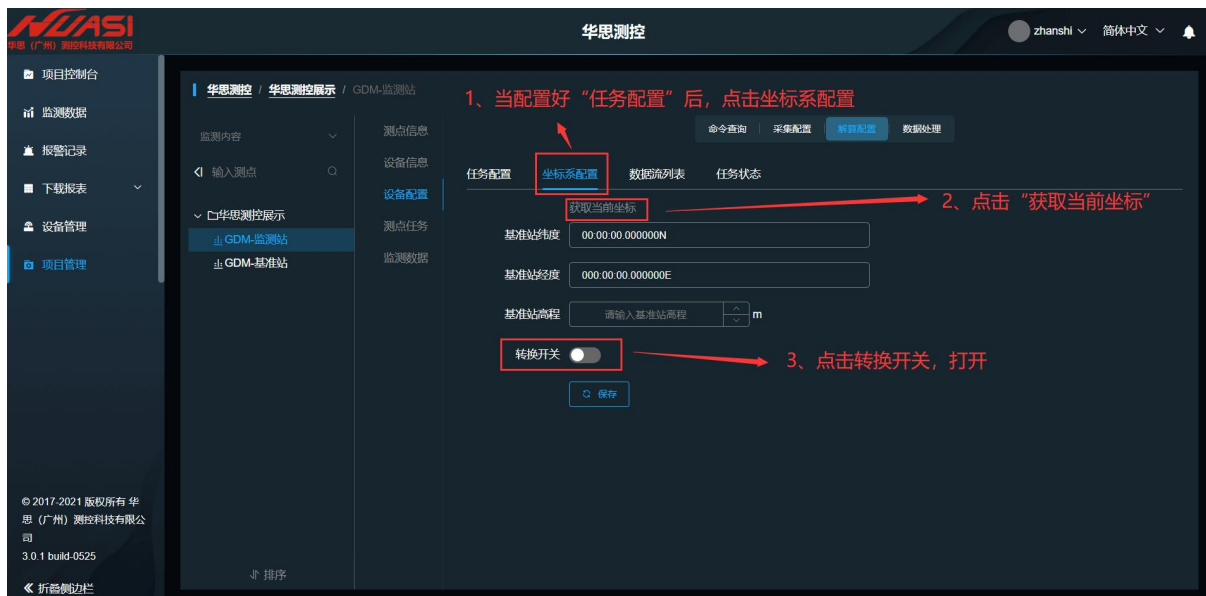 HUASI
华思（广州）测控科技有限公司
华思测控
zhanshi
简体中文
项目控制台
监测数据
报警记录
下载报表
设备管理
项目管理
© 2017-2021 版权所有 华
思（广州）测控科技有限公
司
3.0.1 build-0525
折叠侧边栏
华思测控 / 华思测控展示 / GDM-监测站
监测内容
输入测点
华思测控展示
GDM-监测站
GDM-基准站
排序
测点信息
设备信息
设备配置
测点任务
监测数据
1、当配置好“任务配置”后，点击坐标系配置
命令查询
采集配置
解算配置
数据处理
任务配置
坐标系配置
数据流列表
任务状态
获取当前坐标
2、点击“获取当前坐标”
基准站纬度 00:00:00.000000N
基准站经度 000:00:00.000000E
基准站高程 请输入基准站高程 m
转换开关
3、点击转换开关，打开
保存